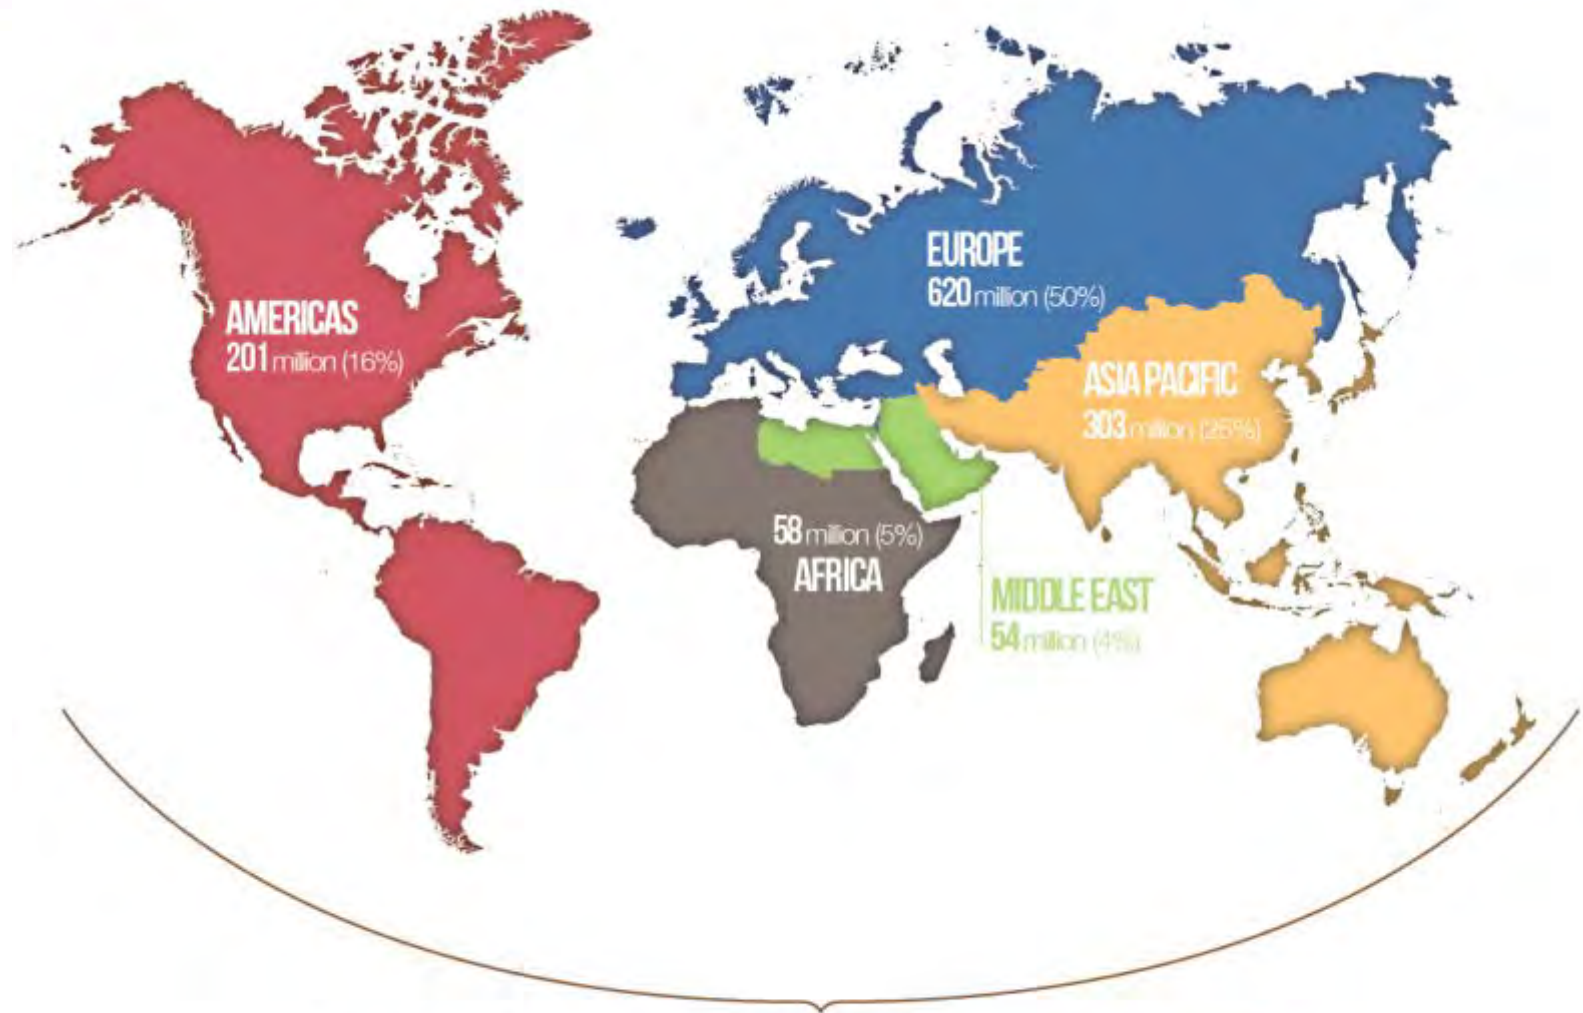 AMERICAS
201 million (16%)
EUROPE
620 million (50%)
ASIA PACIFIC
303 million (25%)
58 million (5%)
AFRICA
MIDDLE EAST
54 million (4%)